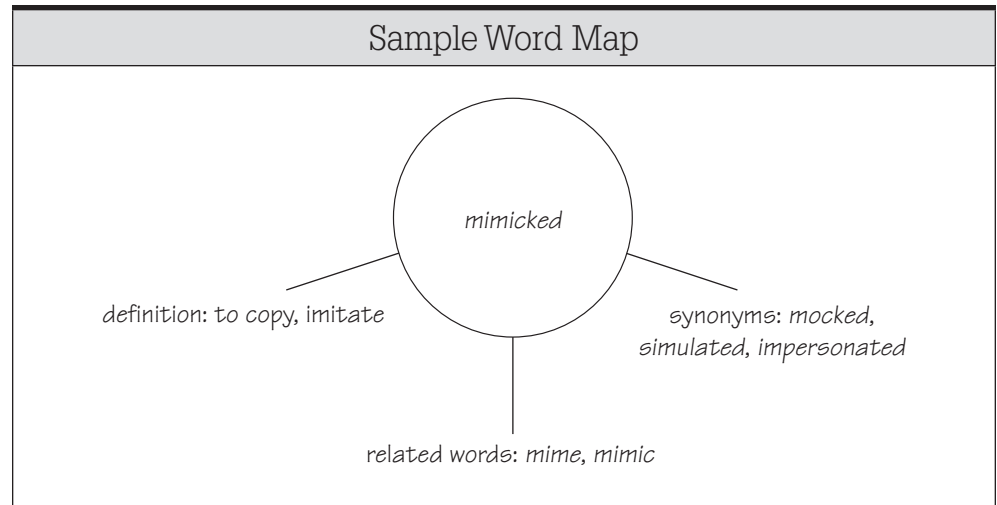 Sample Word Map
mimicked
definition: to copy, imitate
synonyms: mocked,
simulated, impersonated
related words: mime, mimic